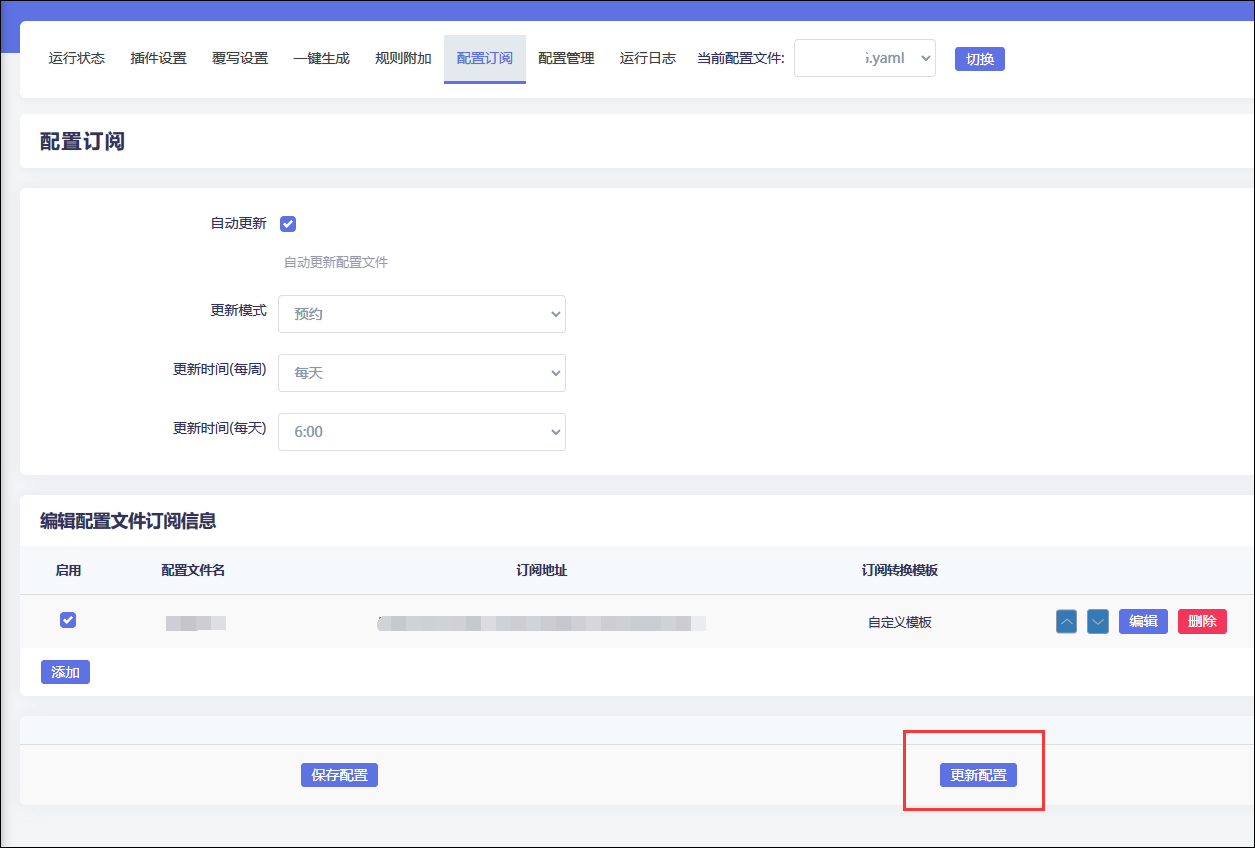 运行状态 插件设置 覆写设置 一键生成 规则附加 配置订阅 配置管理 运行日志 当前配置文件: .yaml 切换
配置订阅
自动更新
自动更新配置文件
更新模式 预约
更新时间(每周) 每天
更新时间(每天) 6:00
编辑配置文件订阅信息
启用 配置文件名 订阅地址 订阅转换模板
自定义模板 编辑 删除
添加
保存配置 更新配置